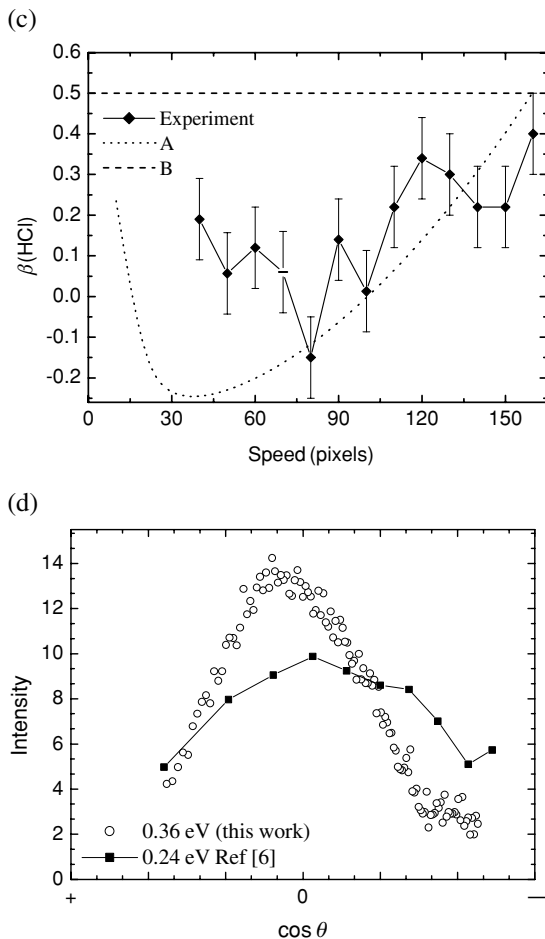 (c)
0.6
0.5
0.4
0.3
0.2
0.1
0.0
-0.1
-0.2
β(HCl)
Experiment
A
B
0 30 60 90 120 150
Speed (pixels)
(d)
14
12
10
8
6
4
2
0
Intensity
0.36 eV (this work)
0.24 eV Ref [6]
+ 0 —
cos θ